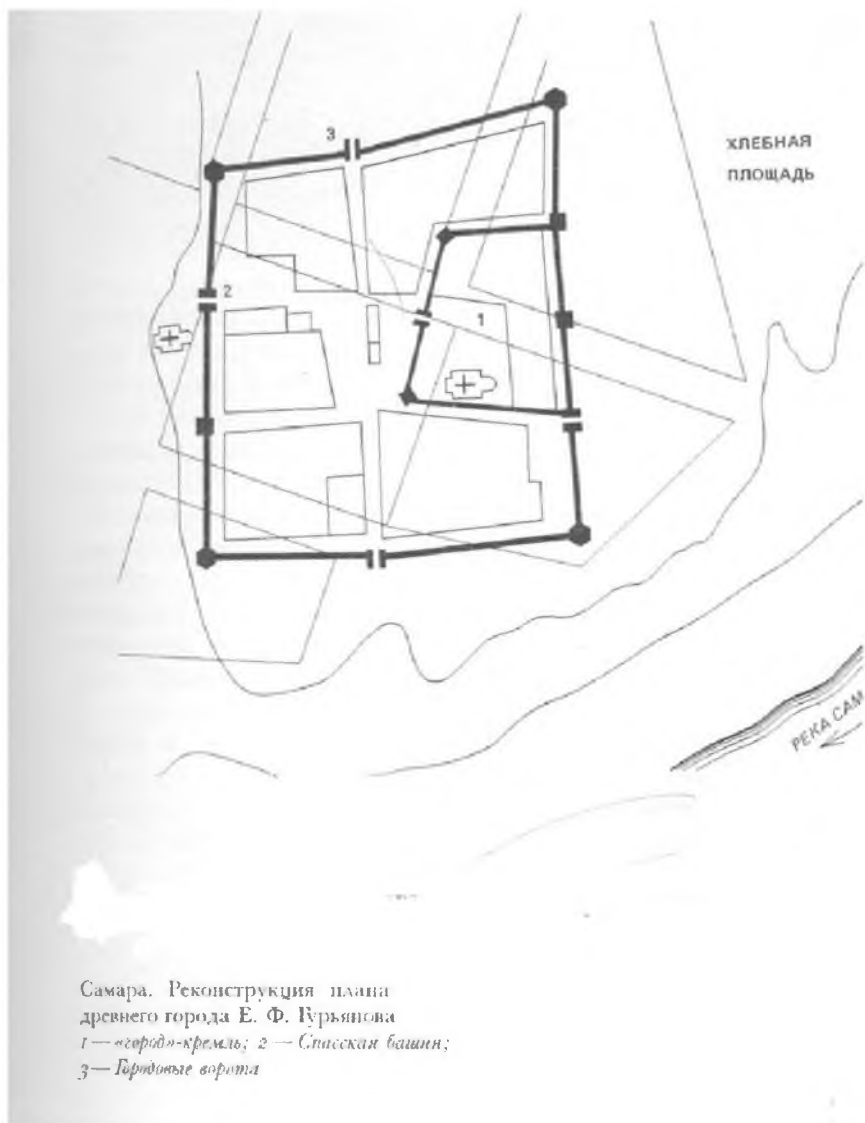 3
ХЛЕБНАЯ
ПЛОЩАДЬ
2
1
РЕКА САМ
Самара. Реконструкция плана
древнего города Е. Ф. Гурьянова
1 — «город»-кремль; 2 — Спасская башня;
3 — Городовые ворота